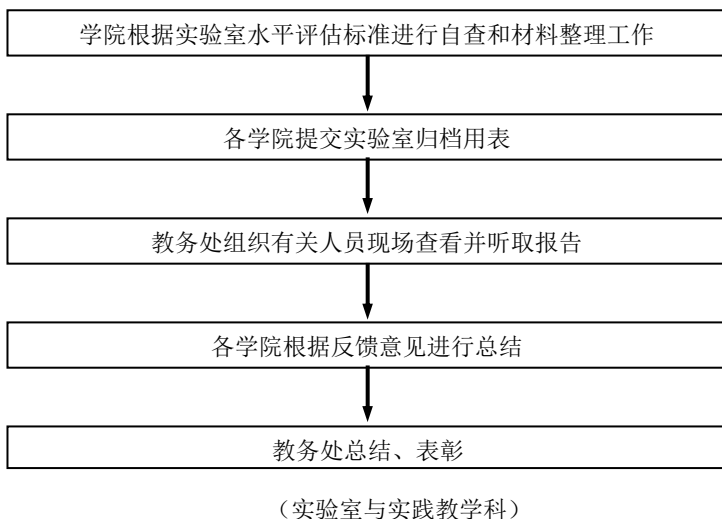 学院根据实验室水平评估标准进行自查和材料整理工作
各学院提交实验室归档用表
教务处组织有关人员现场查看并听取报告
各学院根据反馈意见进行总结
教务处总结、表彰
（实验室与实践教学科）